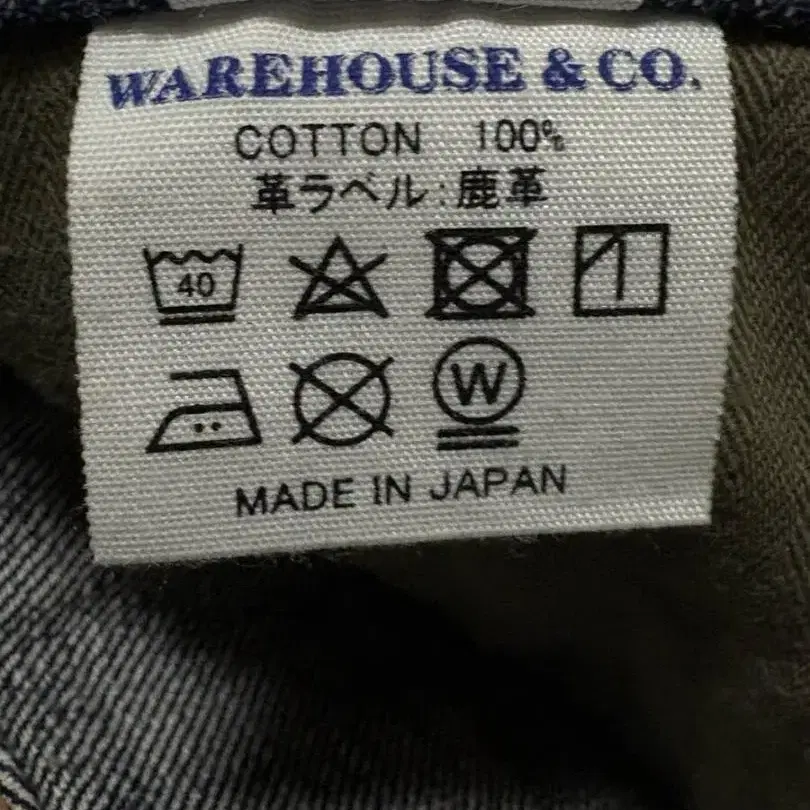 WAREHOUSE & CO.
COTTON 100%
革ラベル:鹿革
40
W
MADE IN JAPAN